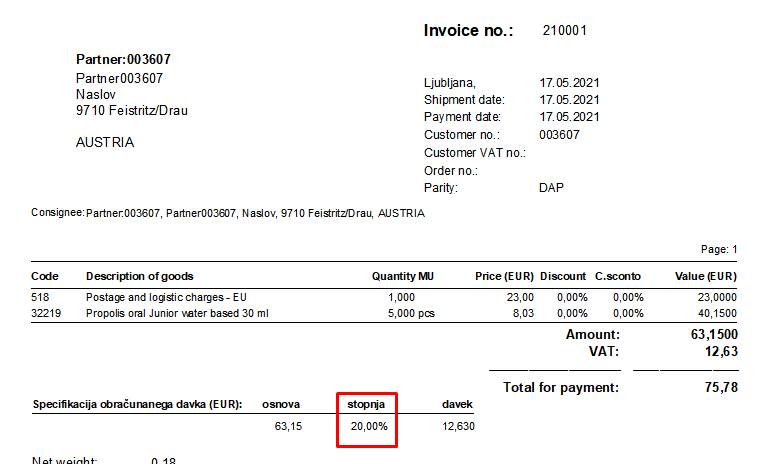 Invoice no.: 210001
Partner:003607
Partner003607
Naslov
9710 Feistritz/Drau
AUSTRIA
Ljubljana, 17.05.2021
Shipment date: 17.05.2021
Payment date: 17.05.2021
Customer no.: 003607
Customer VAT no.:
Order no.:
Parity: DAP
Consignee: Partner:003607, Partner003607, Naslov, 9710 Feistritz/Drau, AUSTRIA
Page: 1
Code Description of goods Quantity MU Price (EUR) Discount C.sconto Value (EUR)
518 Postage and logistic charges - EU 1,000 23,00 0,00% 0,00% 23,0000
32219 Propolis oral Junior water based 30 ml 5,000 pcs 8,03 0,00% 0,00% 40,1500
Amount: 63,1500
VAT: 12,63
Total for payment: 75,78
Specifikacija obračunanega davka (EUR): osnova stopnja davek
63,15 20,00% 12,630
Net weight: 0,18